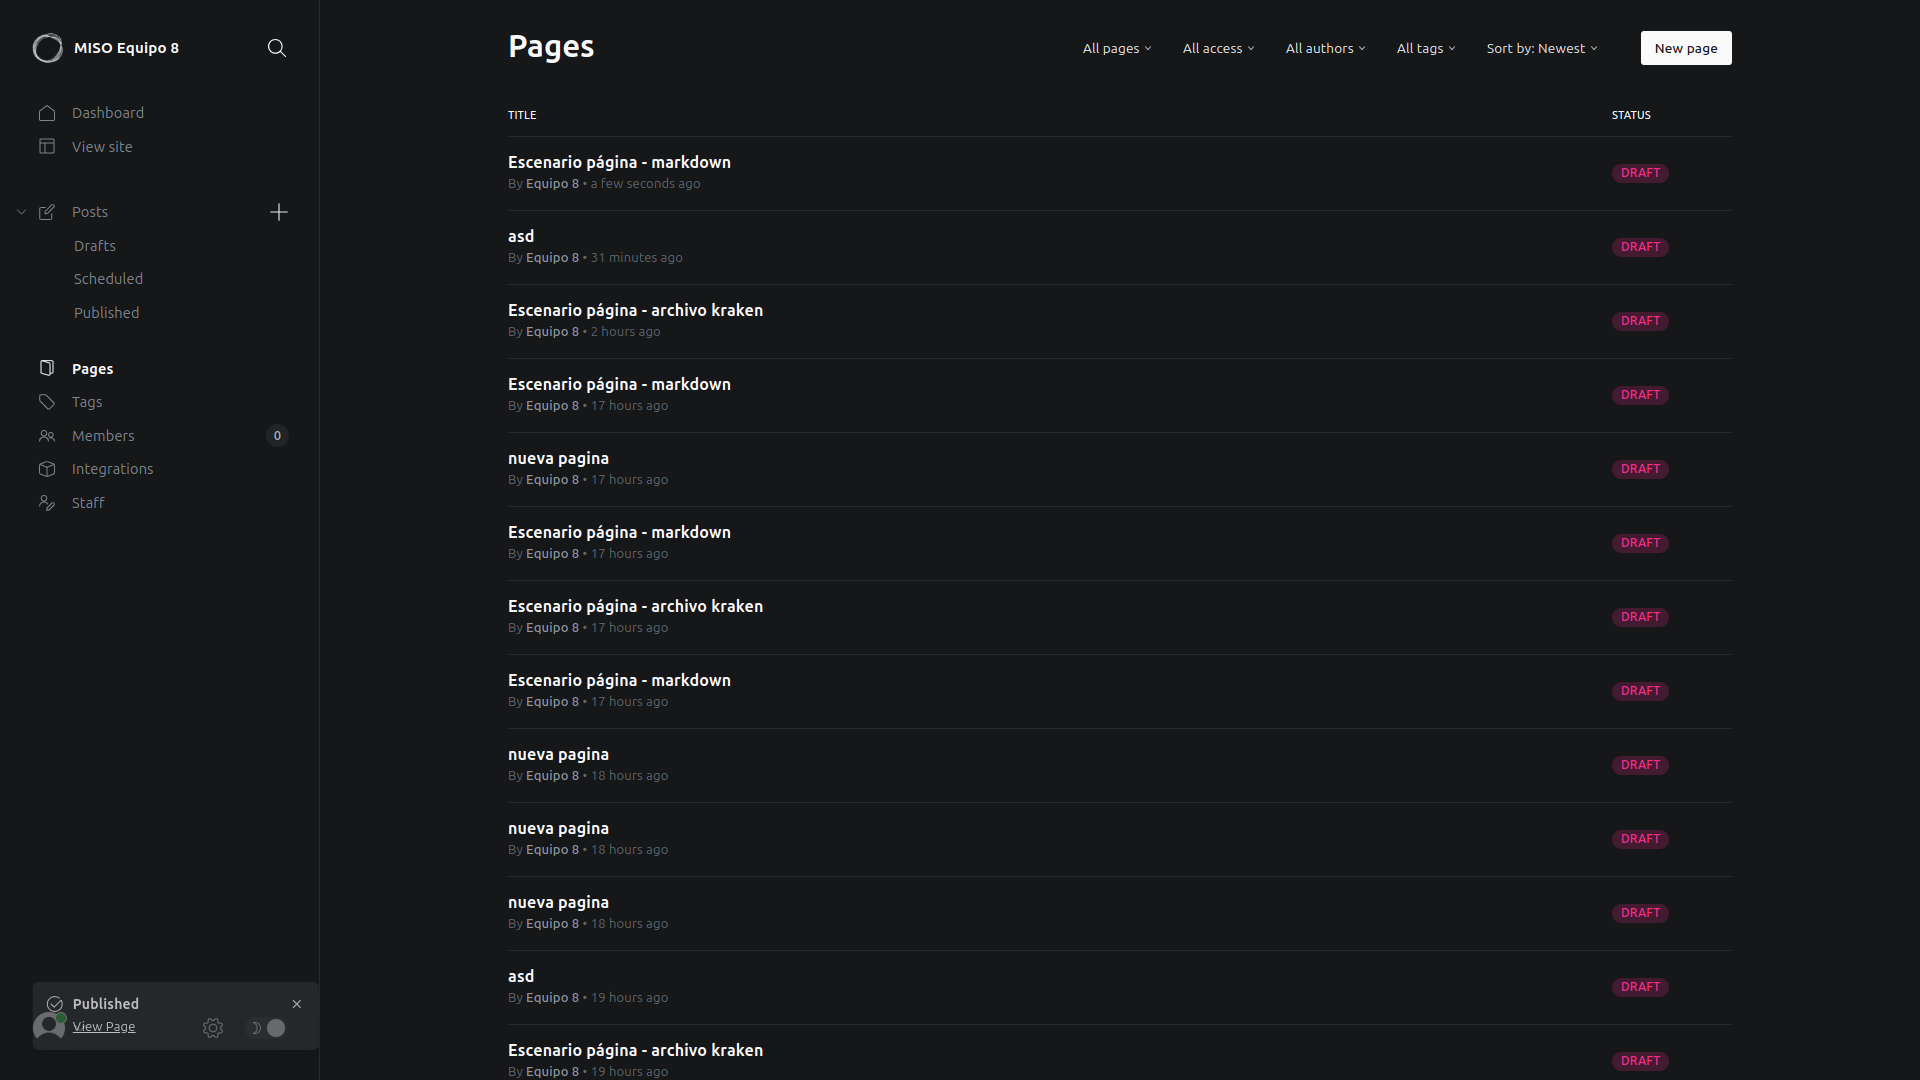 MISO Equipo 8
Dashboard
View site
Posts
Drafts
Scheduled
Published
Pages
Tags
Members 0
Integrations
Staff
Published
View Page
Pages
All pages All access All authors All tags Sort by: Newest New page
TITLE STATUS
Escenario página - markdown
By Equipo 8 • a few seconds ago
DRAFT
asd
By Equipo 8 • 31 minutes ago
DRAFT
Escenario página - archivo kraken
By Equipo 8 • 2 hours ago
DRAFT
Escenario página - markdown
By Equipo 8 • 17 hours ago
DRAFT
nueva pagina
By Equipo 8 • 17 hours ago
DRAFT
Escenario página - markdown
By Equipo 8 • 17 hours ago
DRAFT
Escenario página - archivo kraken
By Equipo 8 • 17 hours ago
DRAFT
Escenario página - markdown
By Equipo 8 • 17 hours ago
DRAFT
nueva pagina
By Equipo 8 • 18 hours ago
DRAFT
nueva pagina
By Equipo 8 • 18 hours ago
DRAFT
nueva pagina
By Equipo 8 • 18 hours ago
DRAFT
asd
By Equipo 8 • 19 hours ago
DRAFT
Escenario página - archivo kraken
By Equipo 8 • 19 hours ago
DRAFT